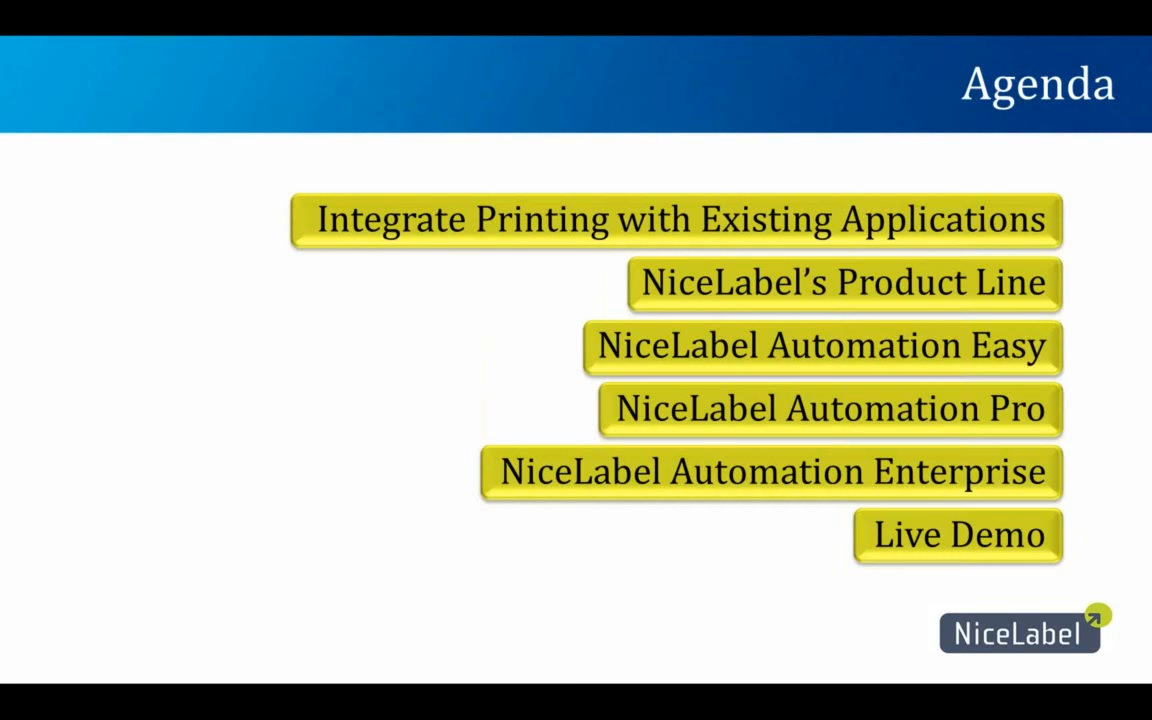 Agenda
Integrate Printing with Existing Applications
NiceLabel’s Product Line
NiceLabel Automation Easy
NiceLabel Automation Pro
NiceLabel Automation Enterprise
Live Demo
NiceLabel